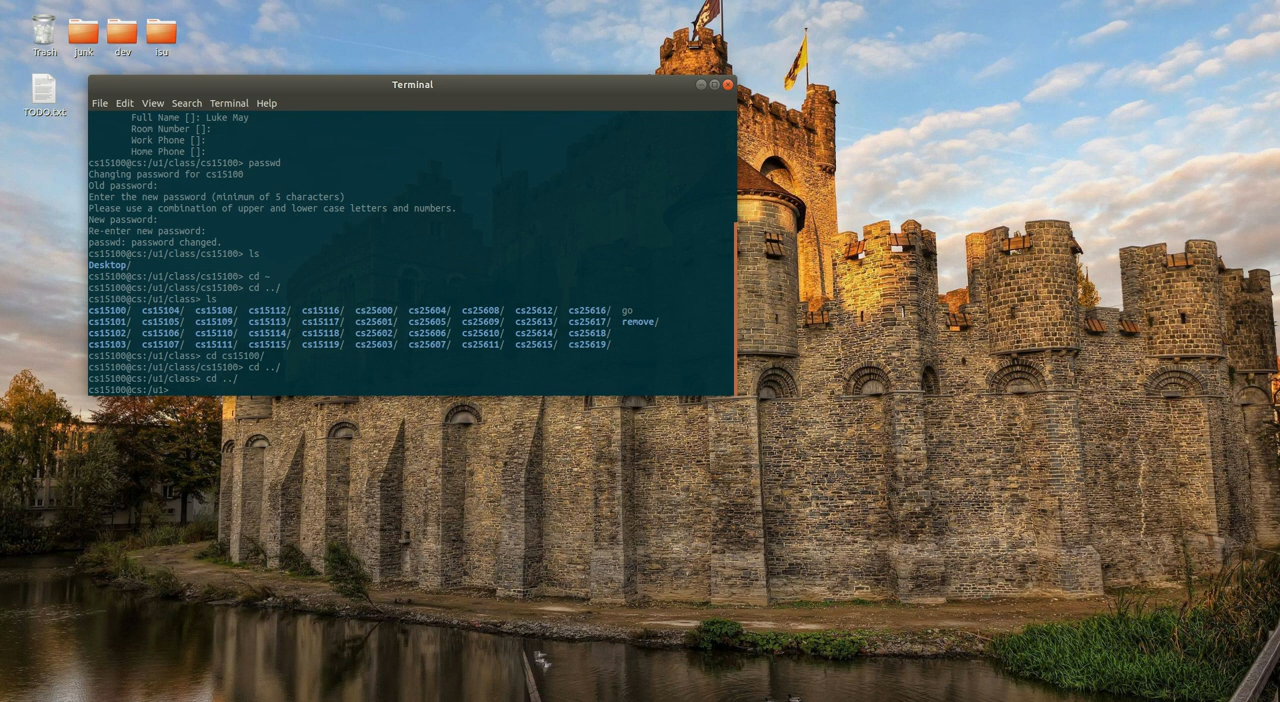 Trash junk dev isu
TODO.txt
Terminal
File Edit View Search Terminal Help
Full Name []: Luke May
Room Number []:
Work Phone []:
Home Phone []:
cs15100@cs:/u1/class/cs15100> passwd
Changing password for cs15100
Old password:
Enter the new password (minimum of 5 characters)
Please use a combination of upper and lower case letters and numbers.
New password:
Re-enter new password:
passwd: password changed.
cs15100@cs:/u1/class/cs15100> ls
Desktop/
cs15100@cs:/u1/class/cs15100> cd ~
cs15100@cs:/u1/class/cs15100> cd ../
cs15100@cs:/u1/class> ls
cs15100/ cs15104/ cs15108/ cs15112/ cs15116/ cs25600/ cs25604/ cs25608/ cs25612/ cs25616/ go
cs15101/ cs15105/ cs15109/ cs15113/ cs15117/ cs25601/ cs25605/ cs25609/ cs25613/ cs25617/ remove/
cs15102/ cs15106/ cs15110/ cs15114/ cs15118/ cs25602/ cs25606/ cs25610/ cs25614/ cs25618/
cs15103/ cs15107/ cs15111/ cs15115/ cs15119/ cs25603/ cs25607/ cs25611/ cs25615/ cs25619/
cs15100@cs:/u1/class> cd cs15100/
cs15100@cs:/u1/class/cs15100> cd ../
cs15100@cs:/u1/class> cd ../
cs15100@cs:/u1>